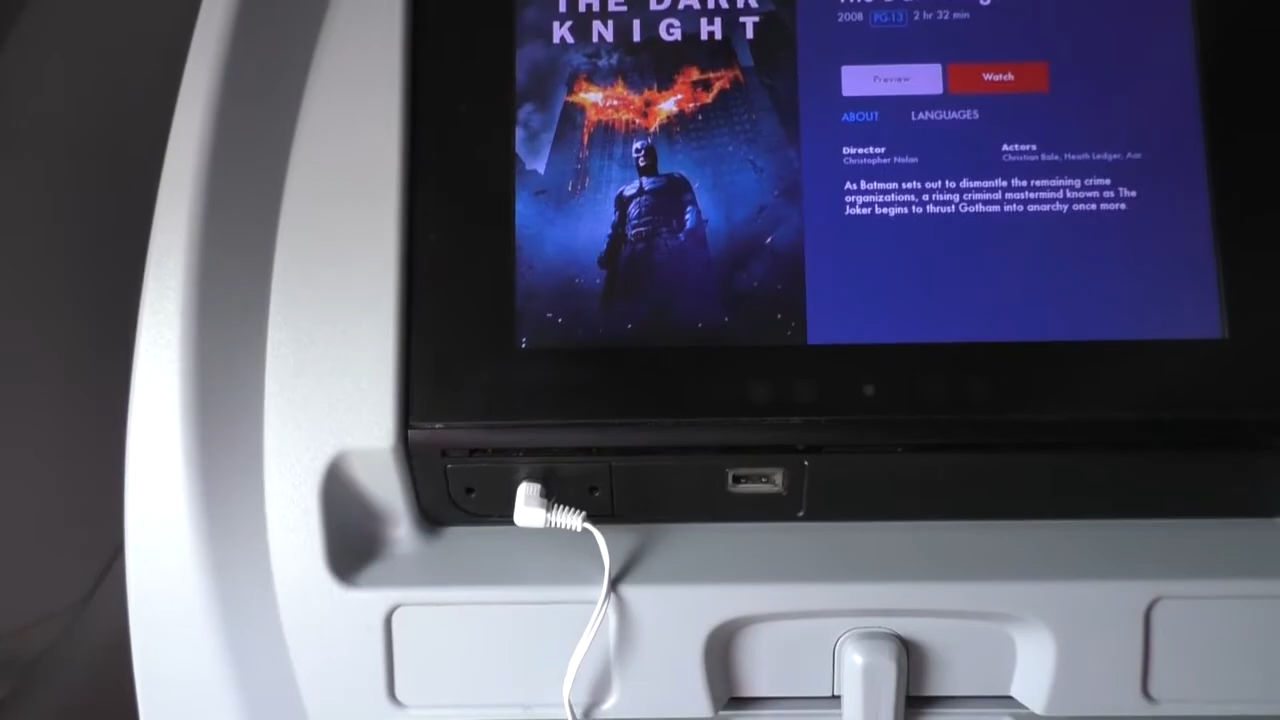 THE DARK
KNIGHT
2008 PG-13 2 hr 32 min
Preview
Watch
ABOUT
LANGUAGES
Director
Christopher Nolan
Actors
Christian Bale, Heath Ledger, Aar
As Batman sets out to dismantle the remaining crime
organizations, a rising criminal mastermind known as The
Joker begins to thrust Gotham into anarchy once more.